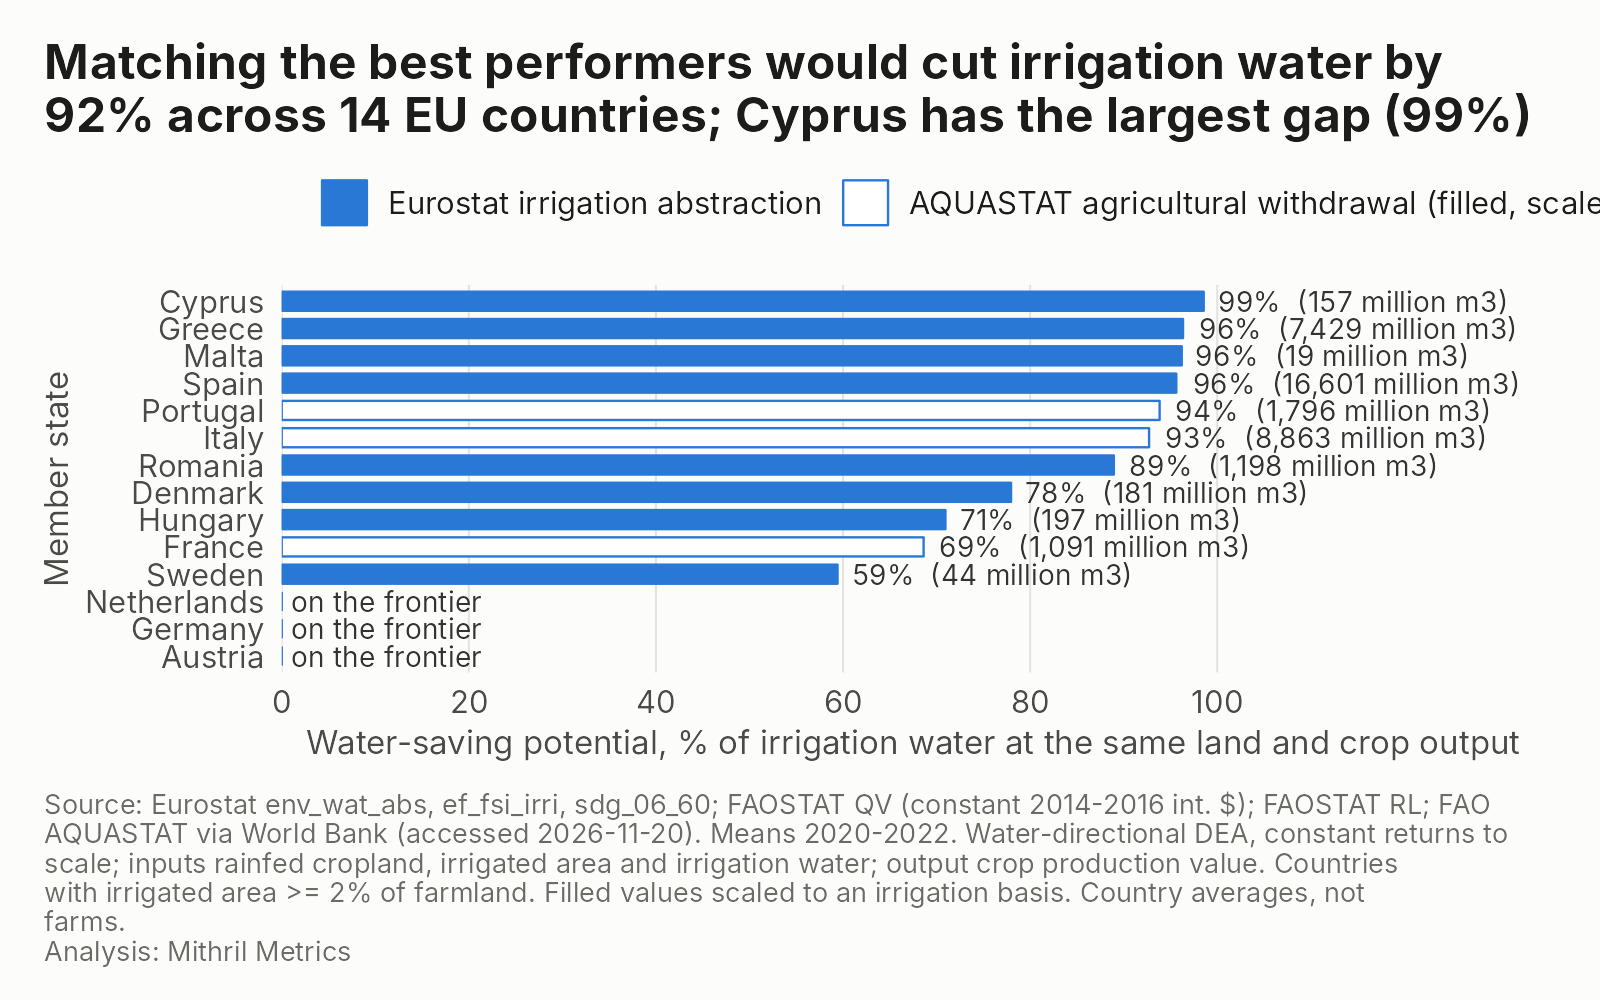 Matching the best performers would cut irrigation water by
92% across 14 EU countries; Cyprus has the largest gap (99%)
Eurostat irrigation abstraction
AQUASTAT agricultural withdrawal (filled, scale
Member state
Cyprus 99% (157 million m3)
Greece 96% (7,429 million m3)
Malta 96% (19 million m3)
Spain 96% (16,601 million m3)
Portugal 94% (1,796 million m3)
Italy 93% (8,863 million m3)
Romania 89% (1,198 million m3)
Denmark 78% (181 million m3)
Hungary 71% (197 million m3)
France 69% (1,091 million m3)
Sweden 59% (44 million m3)
Netherlands on the frontier
Germany on the frontier
Austria on the frontier
0 20 40 60 80 100
Water-saving potential, % of irrigation water at the same land and crop output
Source: Eurostat env_wat_abs, ef_fsi_irri, sdg_06_60; FAOSTAT QV (constant 2014-2016 int. $); FAOSTAT RL; FAO
AQUASTAT via World Bank (accessed 2026-11-20). Means 2020-2022. Water-directional DEA, constant returns to
scale; inputs rainfed cropland, irrigated area and irrigation water; output crop production value. Countries
with irrigated area >= 2% of farmland. Filled values scaled to an irrigation basis. Country averages, not
farms.
Analysis: Mithril Metrics